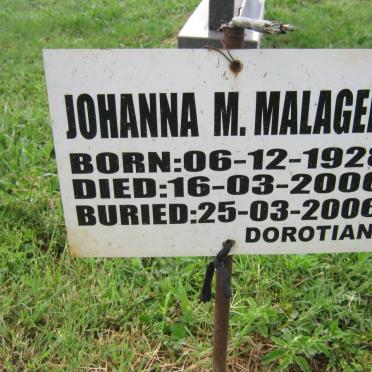 JOHANNA M. MALAGE
BORN:06-12-1928
DIED:16-03-2006
BURIED:25-03-2006
DOROTIAN